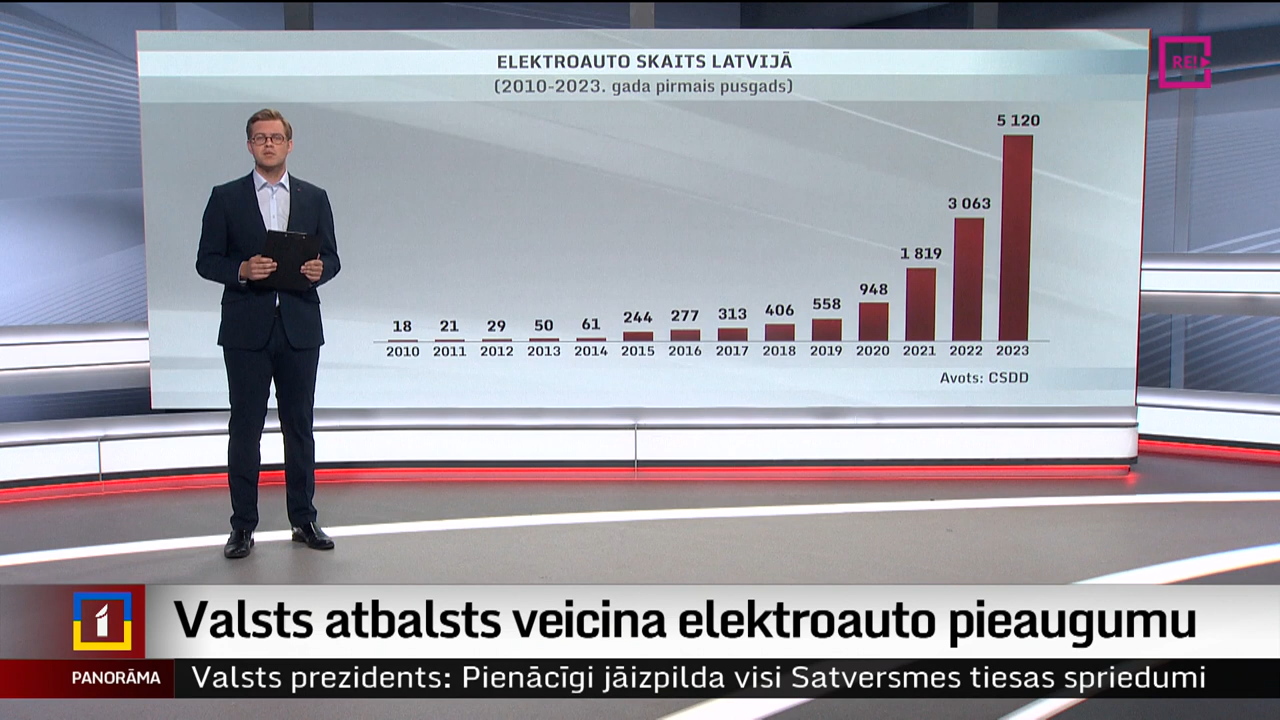 ELEKTROAUTO SKAITS LATVIJĀ
(2010-2023. gada pirmais pusgads)
RE!
5 120
3 063
1 819
948
558
406
313
277
244
61
50
29
21
18
2010 2011 2012 2013 2014 2015 2016 2017 2018 2019 2020 2021 2022 2023
Avots: CSDD
1 Valsts atbalsts veicina elektroauto pieaugumu
PANORĀMA Valsts prezidents: Pienācīgi jāizpilda visi Satversmes tiesas spriedumi